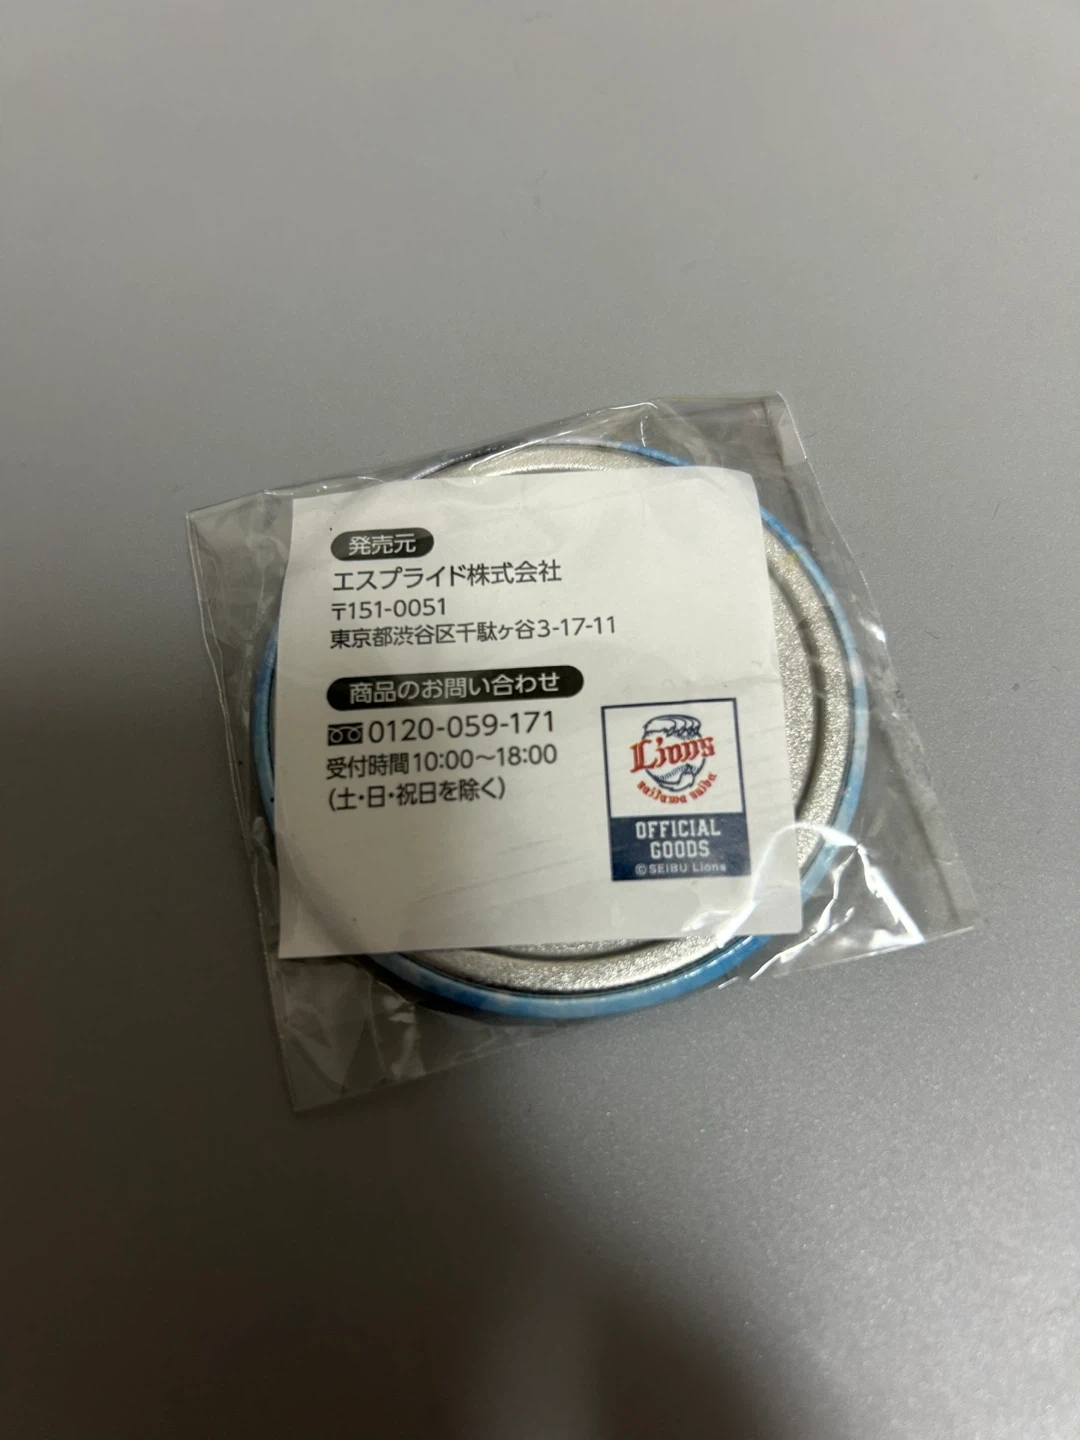 発売元
エスプライド株式会社
〒151-0051
東京都渋谷区千駄ヶ谷3-17-11
商品のお問い合わせ
0120-059-171
受付時間10:00～18:00
(土・日・祝日を除く)
Lions
saitama seibu
OFFICIAL
GOODS
©SEIBU Lions